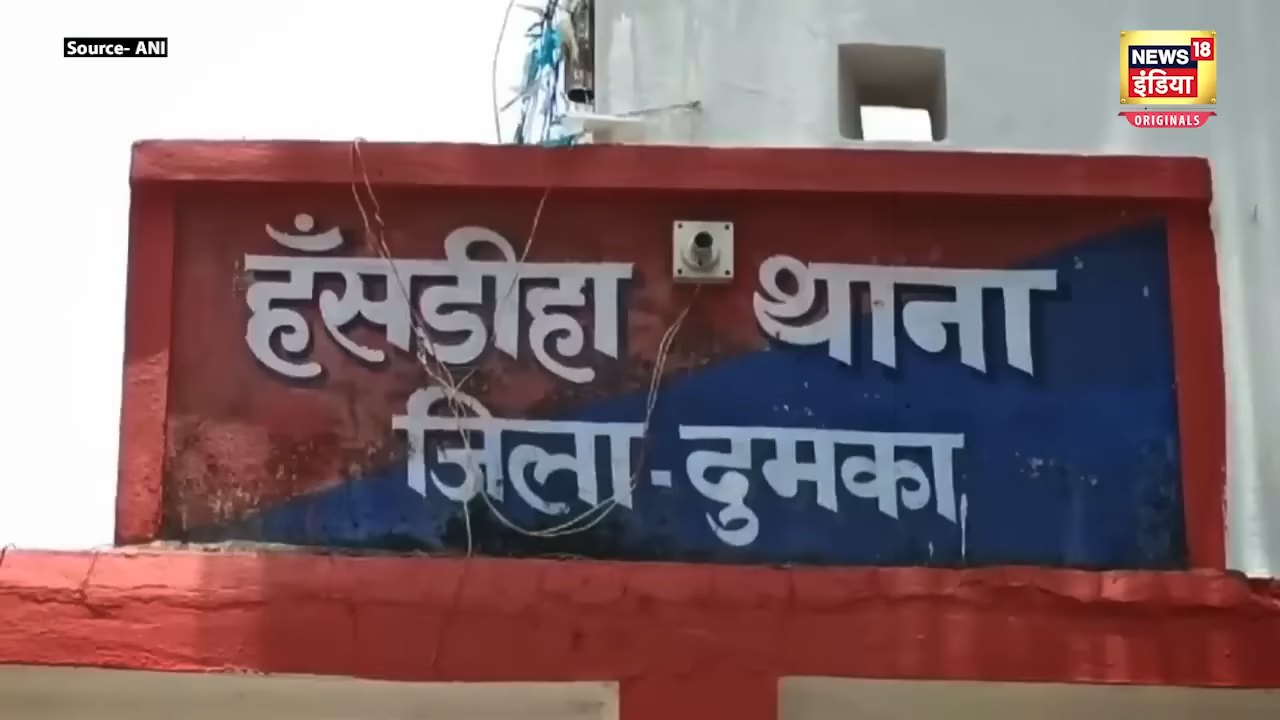 Source- ANI
NEWS 18
इंडिया
ORIGINALS
हँसडीहा थाना
जिला-दुमका